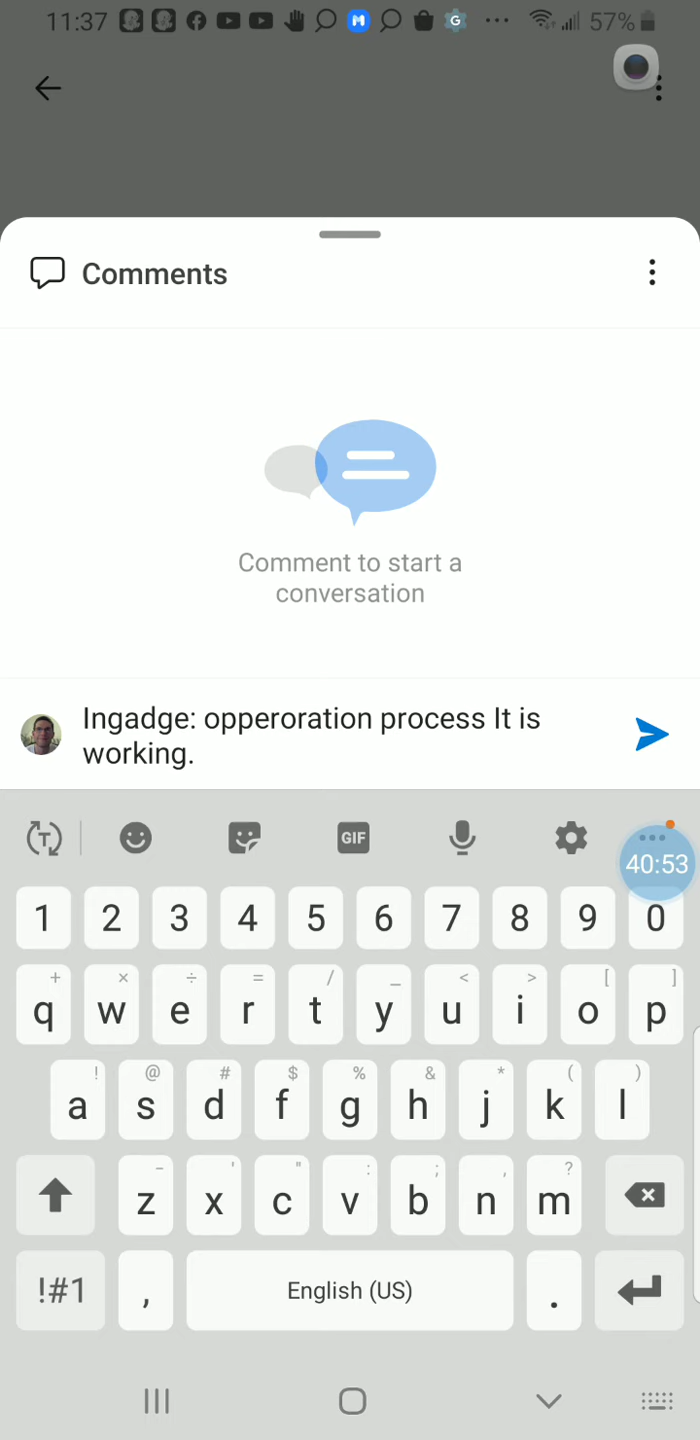 11:37 57%
Comments
Comment to start a
conversation
Ingadge: opperoration process It is
working.
GIF
40:53
1 2 3 4 5 6 7 8 9 0
+ × ÷ = / _ < > [ ]
q w e r t y u i o p
! @ # $ % & * ( )
a s d f g h j k l
- ' " : ; , ?
z x c v b n m
!#1 , English (US) .